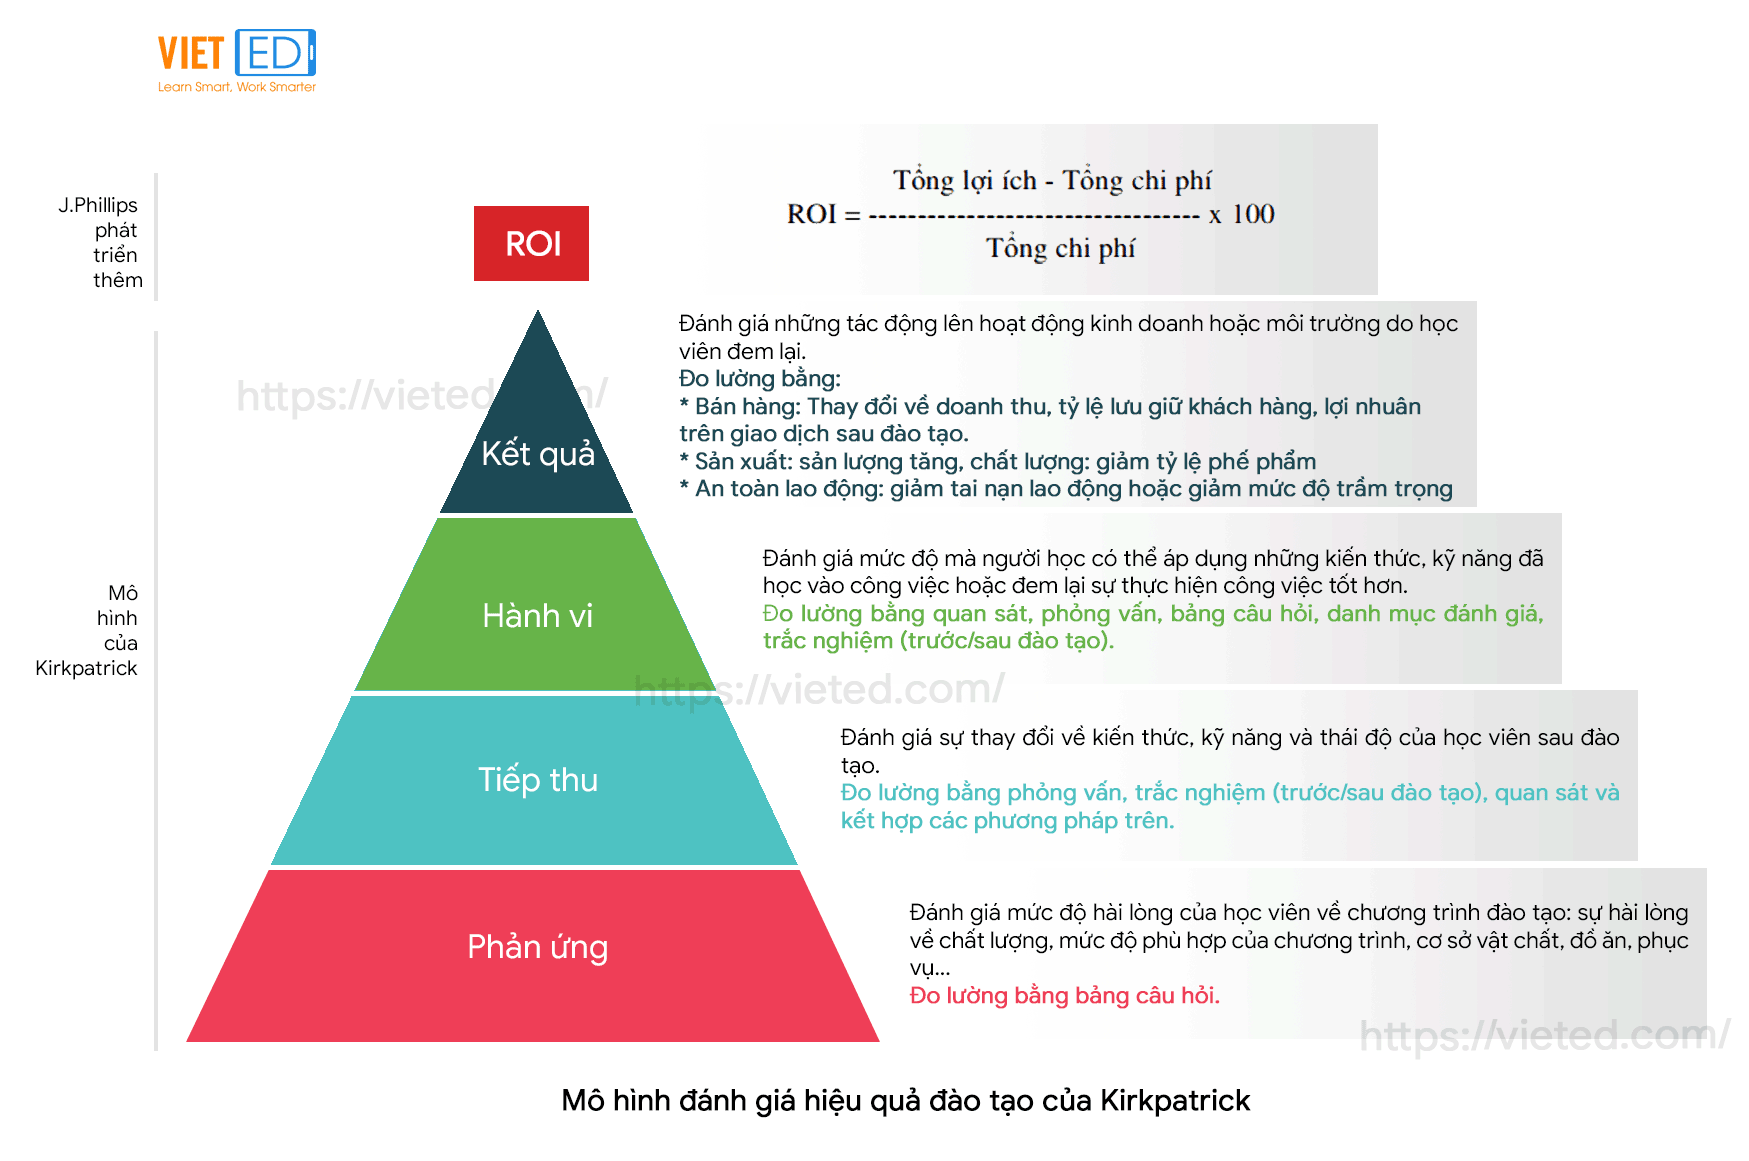 VIET ED
Learn Smart, Work Smarter
J.Phillips
phát
triển
thêm
ROI
Tổng lợi ích - Tổng chi phí
ROI = ---------------------------------- x 100
Tổng chi phí
Mô
hình
của
Kirkpatrick
https://vieted.com/
Kết quả
Đánh giá những tác động lên hoạt động kinh doanh hoặc môi trường do học
viên đem lại.
Đo lường bằng:
* Bán hàng: Thay đổi về doanh thu, tỷ lệ lưu giữ khách hàng, lợi nhuân
trên giao dịch sau đào tạo.
* Sản xuất: sản lượng tăng, chất lượng: giảm tỷ lệ phế phẩm
* An toàn lao động: giảm tai nạn lao động hoặc giảm mức độ trầm trọng
Hành vi
Đánh giá mức độ mà người học có thể áp dụng những kiến thức, kỹ năng đã
học vào công việc hoặc đem lại sự thực hiện công việc tốt hơn.
Đo lường bằng quan sát, phỏng vấn, bảng câu hỏi, danh mục đánh giá,
trắc nghiệm (trước/sau đào tạo).
https://vieted.com/
Tiếp thu
Đánh giá sự thay đổi về kiến thức, kỹ năng và thái độ của học viên sau đào
tạo.
Đo lường bằng phỏng vấn, trắc nghiệm (trước/sau đào tạo), quan sát và
kết hợp các phương pháp trên.
Phản ứng
Đánh giá mức độ hài lòng của học viên về chương trình đào tạo: sự hài lòng
về chất lượng, mức độ phù hợp của chương trình, cơ sở vật chất, đồ ăn, phục
vụ...
Đo lường bằng bảng câu hỏi.
https://vieted.com/
Mô hình đánh giá hiệu quả đào tạo của Kirkpatrick